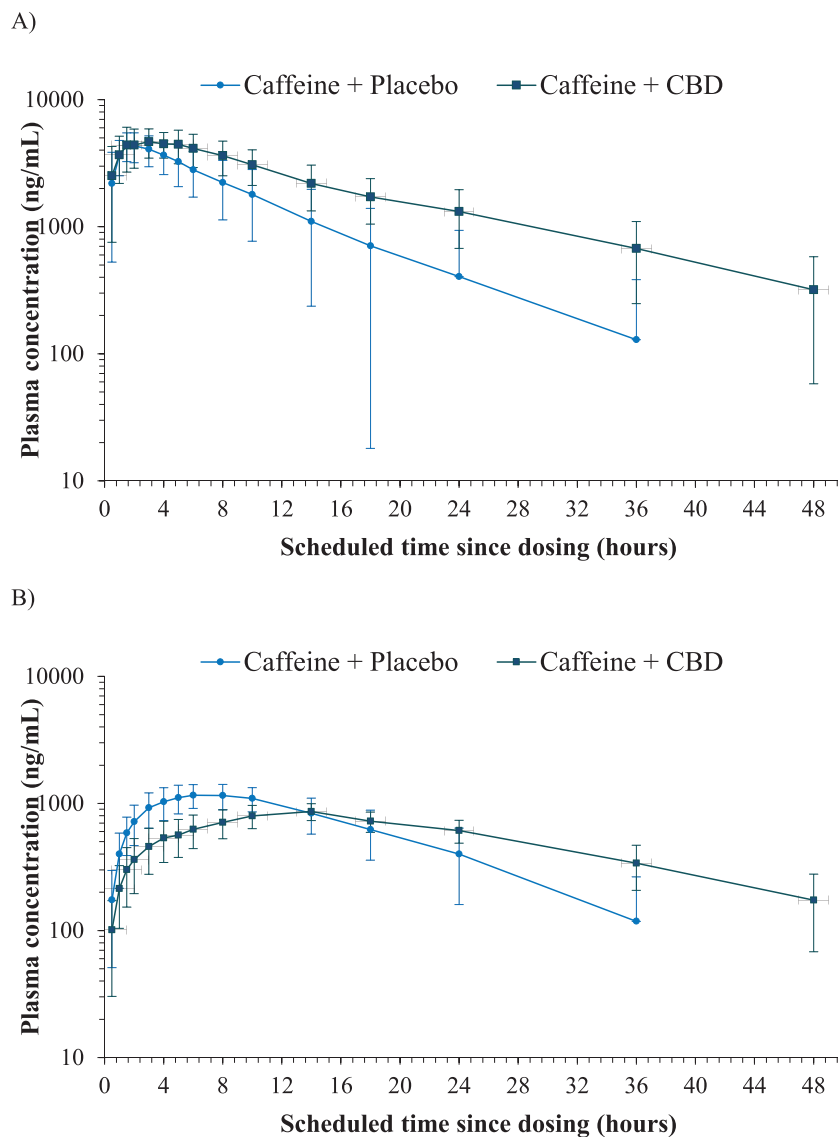 A)
Caffeine + Placebo Caffeine + CBD
10000
1000
100
10
Plasma concentration (ng/mL)
0 4 8 12 16 20 24 28 32 36 40 44 48
Scheduled time since dosing (hours)
B)
Caffeine + Placebo Caffeine + CBD
10000
1000
100
10
Plasma concentration (ng/mL)
0 4 8 12 16 20 24 28 32 36 40 44 48
Scheduled time since dosing (hours)